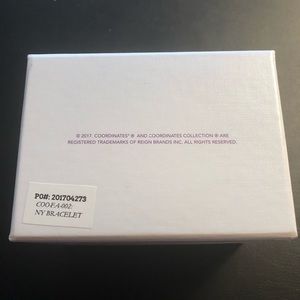 © 2017. COORDINATES® ® AND COORDINATES COLLECTION ® ARE
REGISTERED TRADEMARKS OF REIGN BRANDS INC. ALL RIGHTS RESERVED.
PO#: 201704273
COO-FA-002:
NY BRACELET